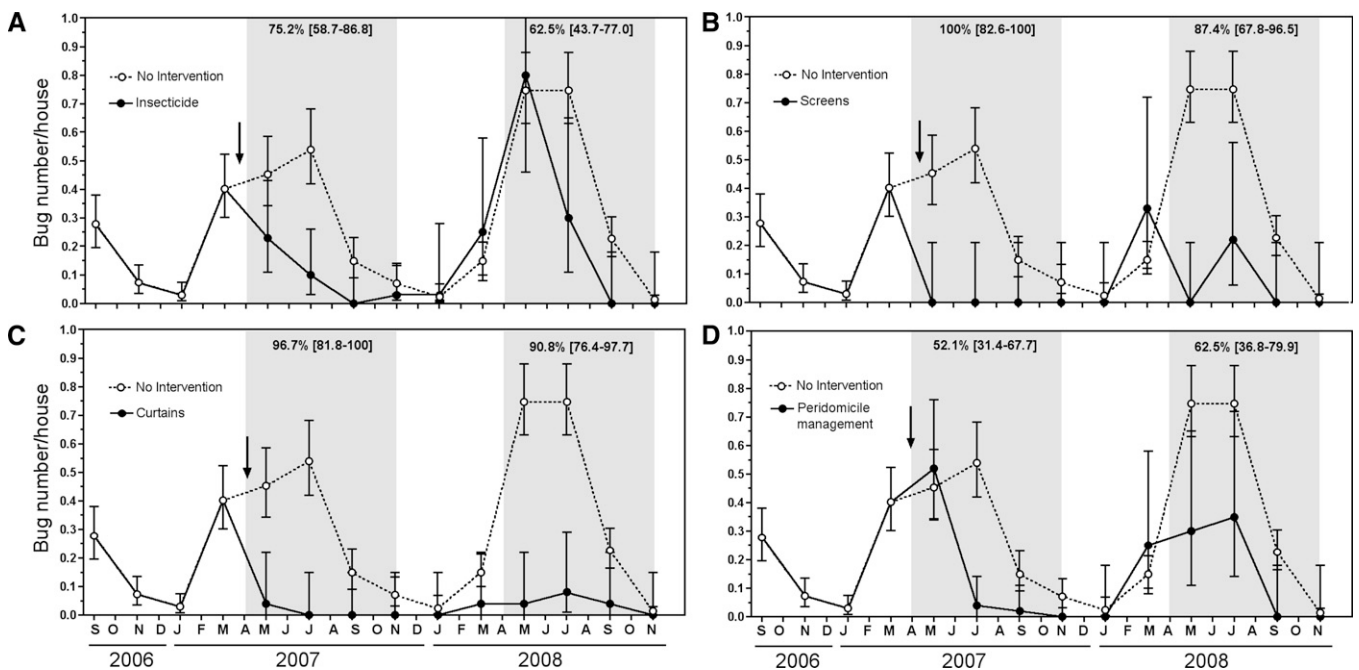 A
75.2% [58.7-86.8]
62.5% [43.7-77.0]
No Intervention
Insecticide
Bug number/house
1.0
0.9
0.8
0.7
0.6
0.5
0.4
0.3
0.2
0.1
0.0
B
100% [82.6-100]
87.4% [67.8-96.5]
No Intervention
Screens
1.0
0.9
0.8
0.7
0.6
0.5
0.4
0.3
0.2
0.1
0.0
C
96.7% [81.8-100]
90.8% [76.4-97.7]
No Intervention
Curtains
Bug number/house
1.0
0.9
0.8
0.7
0.6
0.5
0.4
0.3
0.2
0.1
0.0
S O N D J F M A M J J A S O N D J F M A M J J A S O N
2006 2007 2008
D
52.1% [31.4-67.7]
62.5% [36.8-79.9]
No Intervention
Peridomicile
management
1.0
0.9
0.8
0.7
0.6
0.5
0.4
0.3
0.2
0.1
0.0
S O N D J F M A M J J A S O N D J F M A M J J A S O N
2006 2007 2008